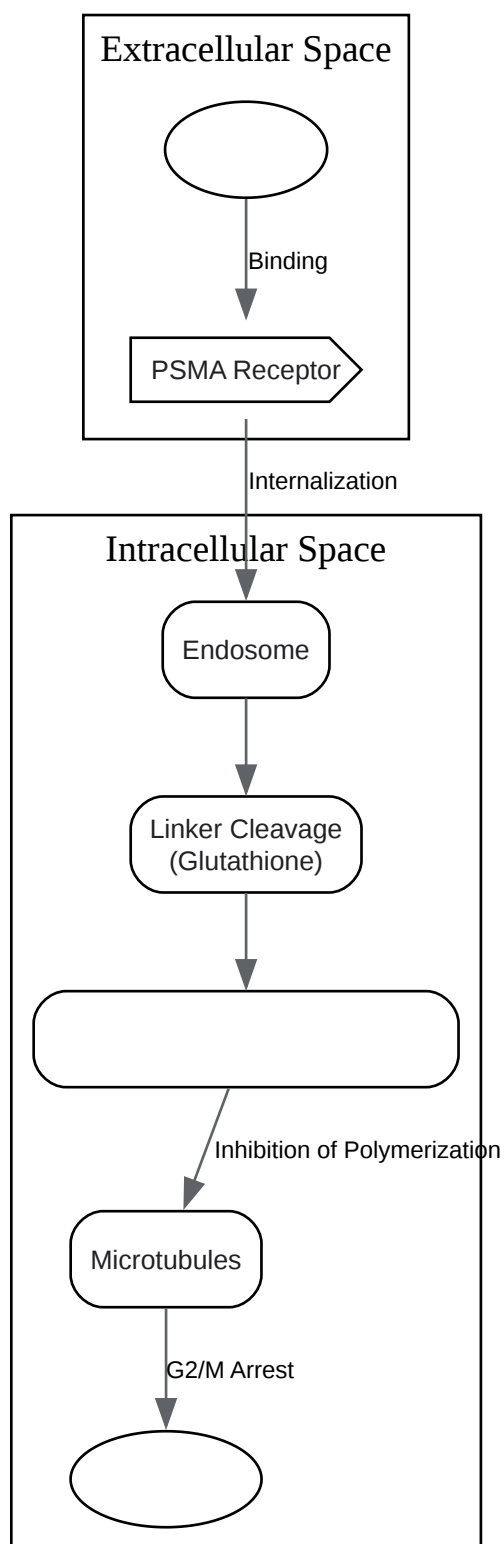 Extracellular Space
Binding
PSMA Receptor
Internalization
Intracellular Space
Endosome
Linker Cleavage
(Glutathione)
Inhibition of Polymerization
Microtubules
G2/M Arrest